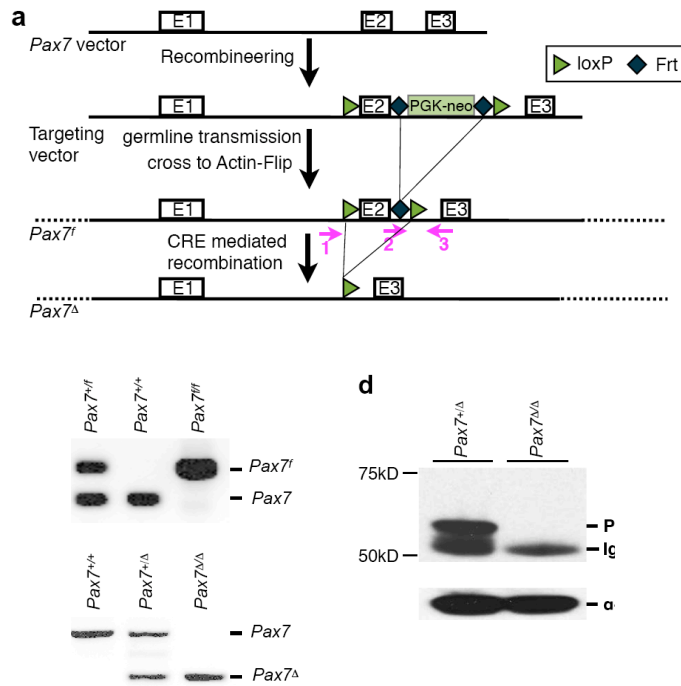 a
E1 E2 E3
Pax7 vector
Recombineering
loxP Frt
E1 E2 PGK-neo E3
Targeting vector
germline transmission
cross to Actin-Flip
E1 E2 E3
Pax7f
1 2 3
CRE mediated
recombination
E1 E3
Pax7Δ
Pax7+/f Pax7+/+ Pax7f/f
Pax7f
Pax7
Pax7+/+ Pax7+/Δ Pax7Δ/Δ
Pax7
Pax7Δ
d
Pax7+/Δ Pax7Δ/Δ
75kD
50kD
P
Ig
α